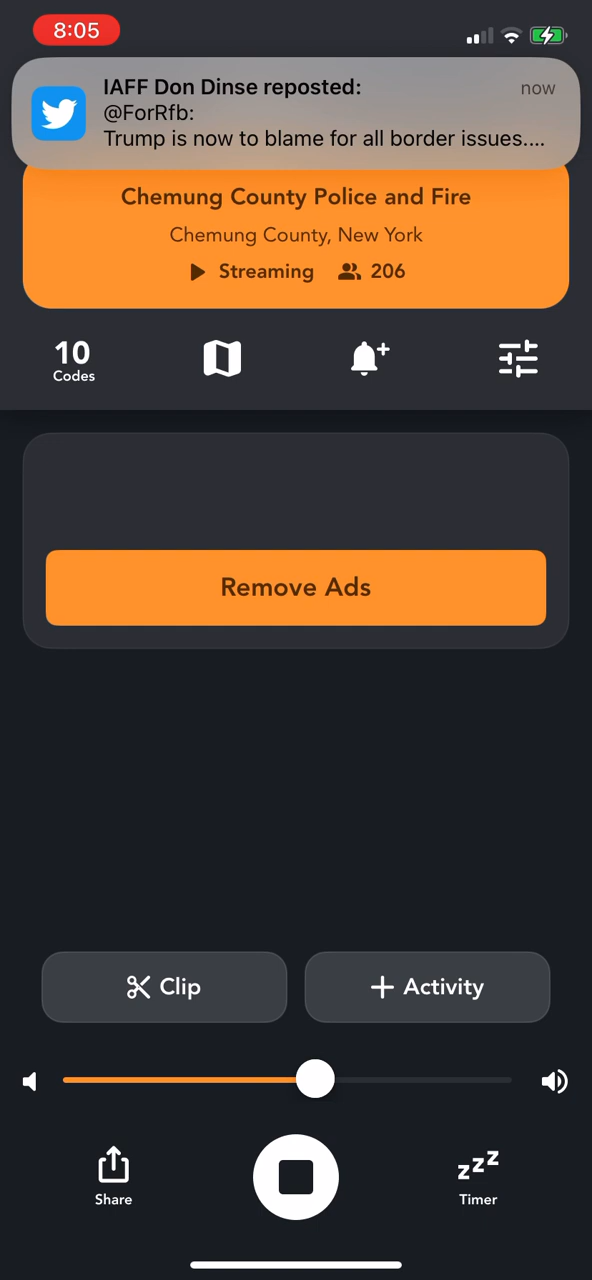 8:05
IAFF Don Dinse reposted:
now
@ForRfb:
Trump is now to blame for all border issues....
Chemung County Police and Fire
Chemung County, New York
Streaming 206
10
Codes
Remove Ads
Clip
Activity
zzz
Share
Timer